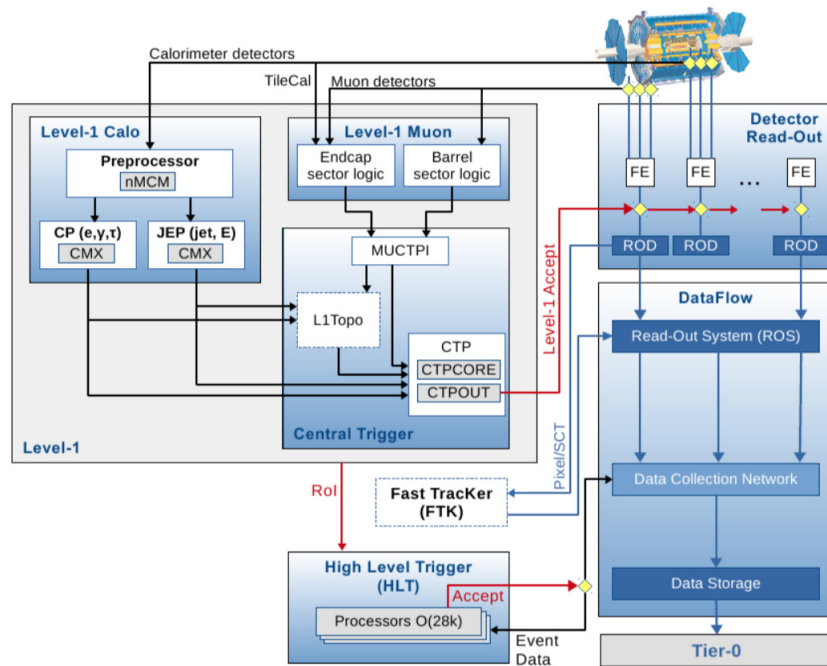 Calorimeter detectors
TileCal
Muon detectors
Detector
Read-Out
Level-1 Calo
Preprocessor
nMCM
CP (e,γ,τ)
CMX
JEP (jet, E)
CMX
Level-1 Muon
Endcap
sector logic
Barrel
sector logic
FE
FE
...
FE
ROD
ROD
ROD
MUCTPI
L1Topo
CTP
CTPCORE
CTPOUT
Central Trigger
Level-1
Level-1 Accept
DataFlow
Read-Out System (ROS)
Pixel/SCT
RoI
Fast TracKer
(FTK)
Data Collection Network
High Level Trigger
(HLT)
Accept
Processors O(28k)
Event
Data
Data Storage
Tier-0